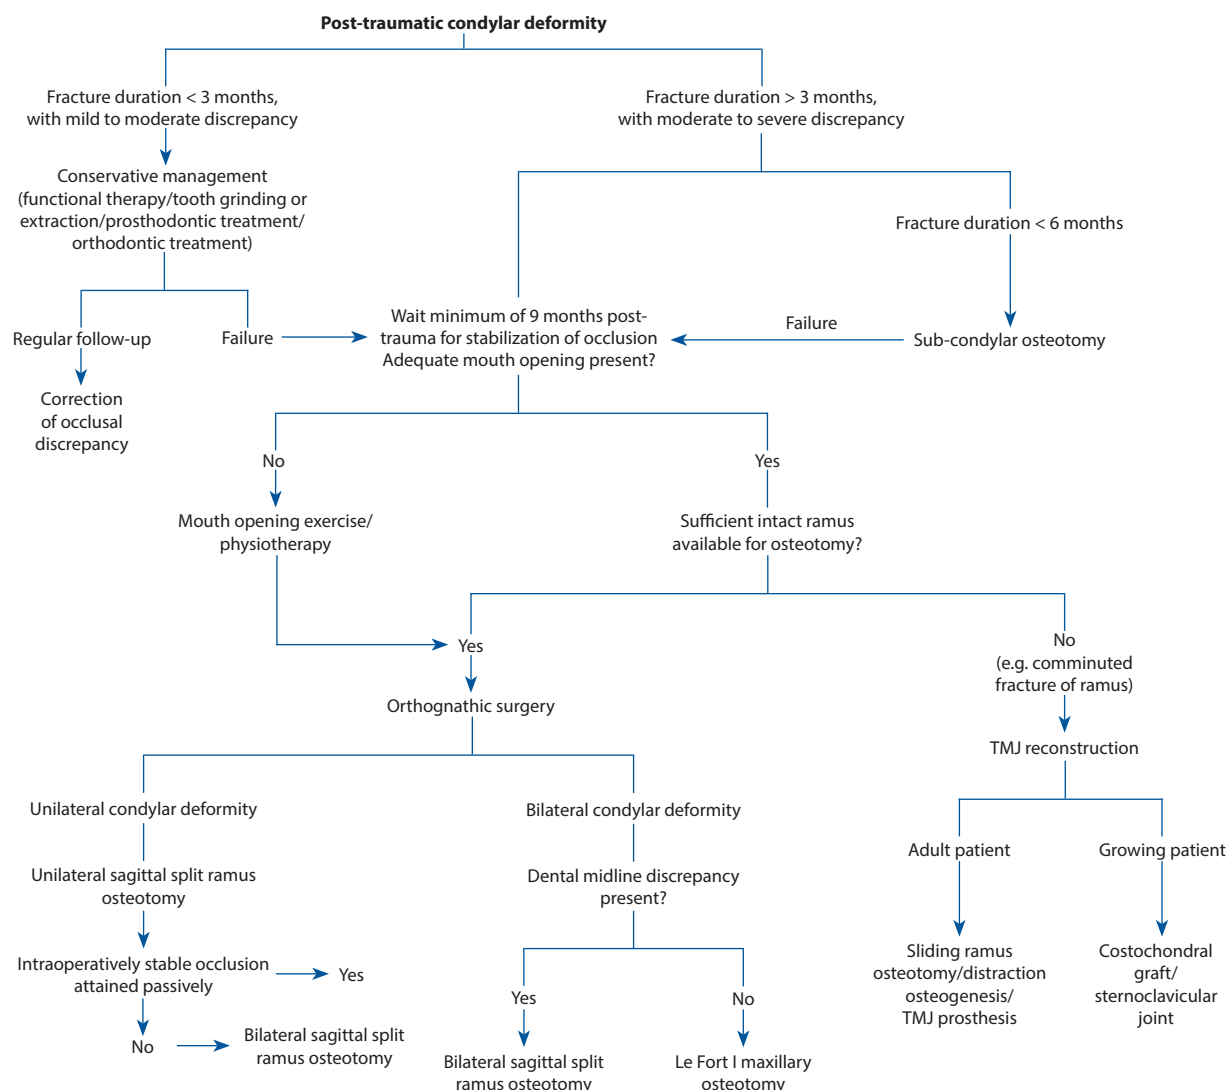 Post-traumatic condylar deformity
Fracture duration < 3 months,
with mild to moderate discrepancy
Fracture duration > 3 months,
with moderate to severe discrepancy
Conservative management
(functional therapy/tooth grinding or
extraction/prosthodontic treatment/
orthodontic treatment)
Fracture duration < 6 months
Regular follow-up
Failure
Wait minimum of 9 months post-
trauma for stabilization of occlusion
Adequate mouth opening present?
Failure
Sub-condylar osteotomy
Correction
of occlusal
discrepancy
No
Yes
Mouth opening exercise/
physiotherapy
Sufficient intact ramus
available for osteotomy?
Yes
No
(e.g. comminuted
fracture of ramus)
Orthognathic surgery
TMJ reconstruction
Unilateral condylar deformity
Bilateral condylar deformity
Adult patient
Growing patient
Unilateral sagittal split ramus
osteotomy
Dental midline discrepancy
present?
Intraoperatively stable occlusion
attained passively
Yes
Sliding ramus
osteotomy/distraction
osteogenesis/
TMJ prosthesis
Costochondral
graft/
sternoclavicular
joint
Yes
No
No
Bilateral sagittal split
ramus osteotomy
Bilateral sagittal split
ramus osteotomy
Le Fort I maxillary
osteotomy